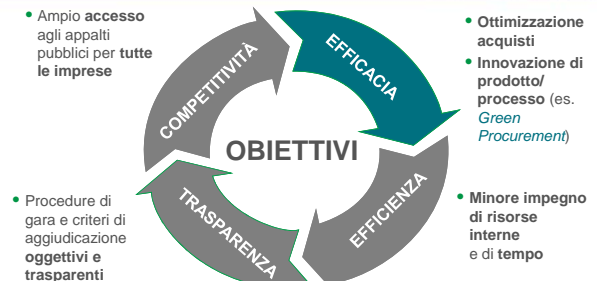 • Ampio accesso
agli appalti
pubblici per tutte
le imprese
COMPETITIVITÀ
EFFICACIA
• Ottimizzazione
acquisti
• Innovazione di
prodotto/
processo (es.
Green
Procurement)
OBIETTIVI
• Procedure di
gara e criteri di
aggiudicazione
oggettivi e
trasparenti
TRASPARENZA
EFFICIENZA
• Minore impegno
di risorse
interne
e di tempo